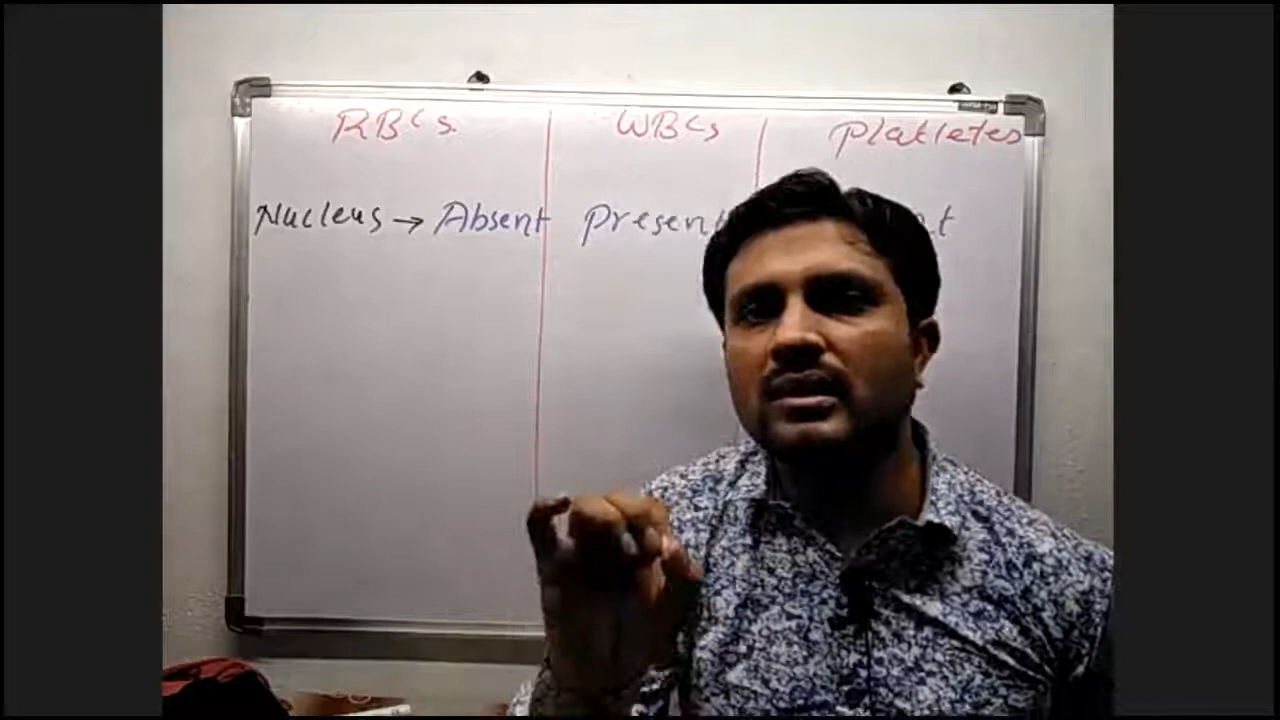 RBCs. WBCs Platletes
Nucleus → Absent Present